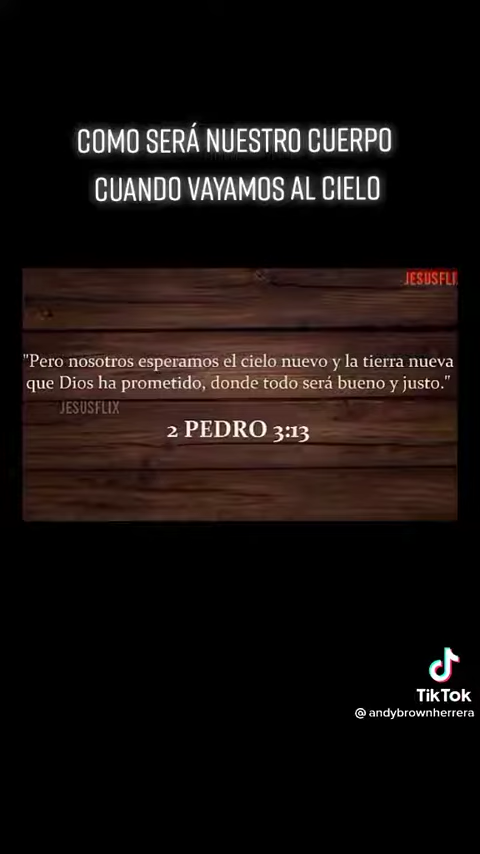 COMO SERÁ NUESTRO CUERPO
CUANDO VAYAMOS AL CIELO
JESUSFLI
"Pero nosotros esperamos el cielo nuevo y la tierra nueva
que Dios ha prometido, donde todo será bueno y justo."
JESUSFLIX
2 PEDRO 3:13
TikTok
@andybrownherrera